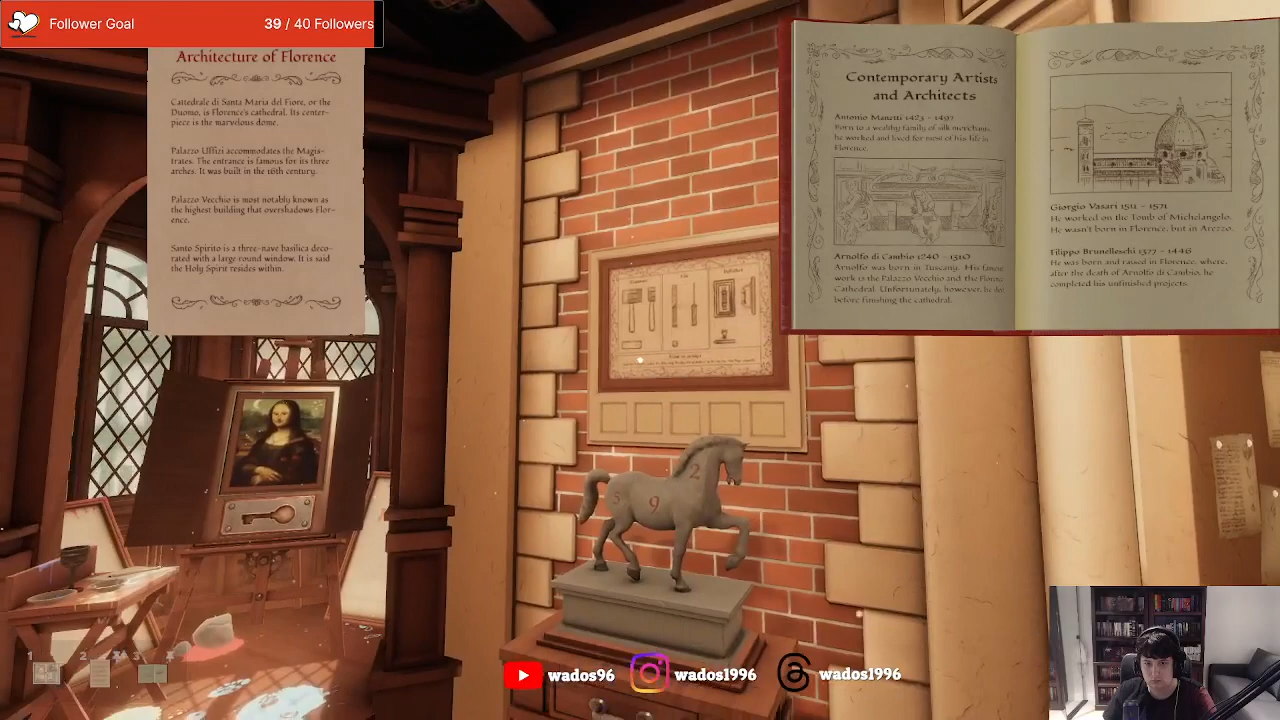 Follower Goal
39 / 40 Followers
Architecture of Florence
Cattedrale di Santa Maria del Fiore, or the
Duomo, is Florence's cathedral. Its center-
piece is the marvelous dome.
Palazzo Uffizi accommodates the Magis-
trates. The entrance is famous for its three
arches. It was built in the 16th century.
Palazzo Vecchio is most notably known as
the highest building that overshadows Flor-
ence.
Santo Spirito is a three-nave basilica deco-
rated with a large round window. It is said
the Holy Spirit resides within.
Contemporary Artists
and Architects
Antonio Manetti 1423 - 1497
Born to a wealthy family of silk merchants,
he worked and lived for most of his life in
Florence.
Arnolfo di Cambio 1240 - 1310
Arnolfo was born in Tuscany. His famous
work is the Palazzo Vecchio and the Florence
Cathedral. Unfortunately, however, he died
before finishing the cathedral.
Giorgio Vasari 1511 - 1571
He worked on the Tomb of Michelangelo.
He wasn't born in Florence, but in Arezzo.
Filippo Brunelleschi 1377 - 1446
He was born and raised in Florence, where,
after the death of Arnolfo di Cambio, he
completed his unfinished projects.
5 9 2
1 2 3
wados96
wados1996
wados1996